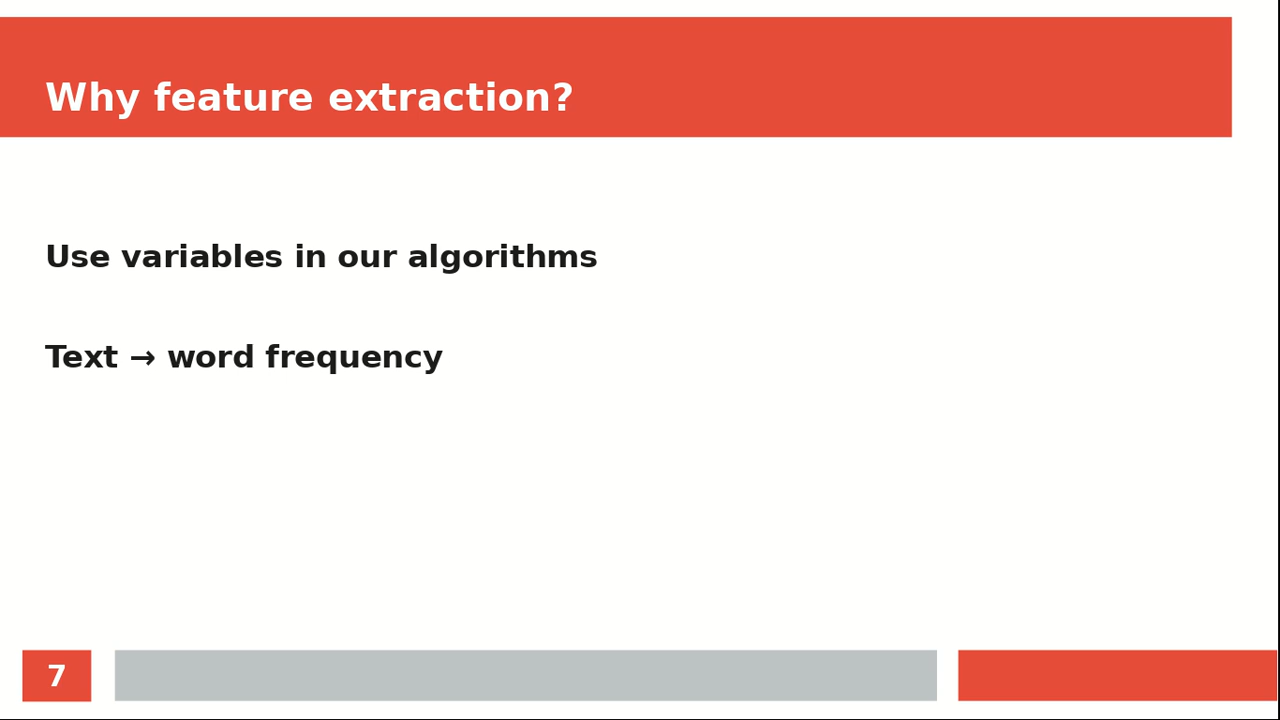 Why feature extraction?
Use variables in our algorithms
Text → word frequency
7